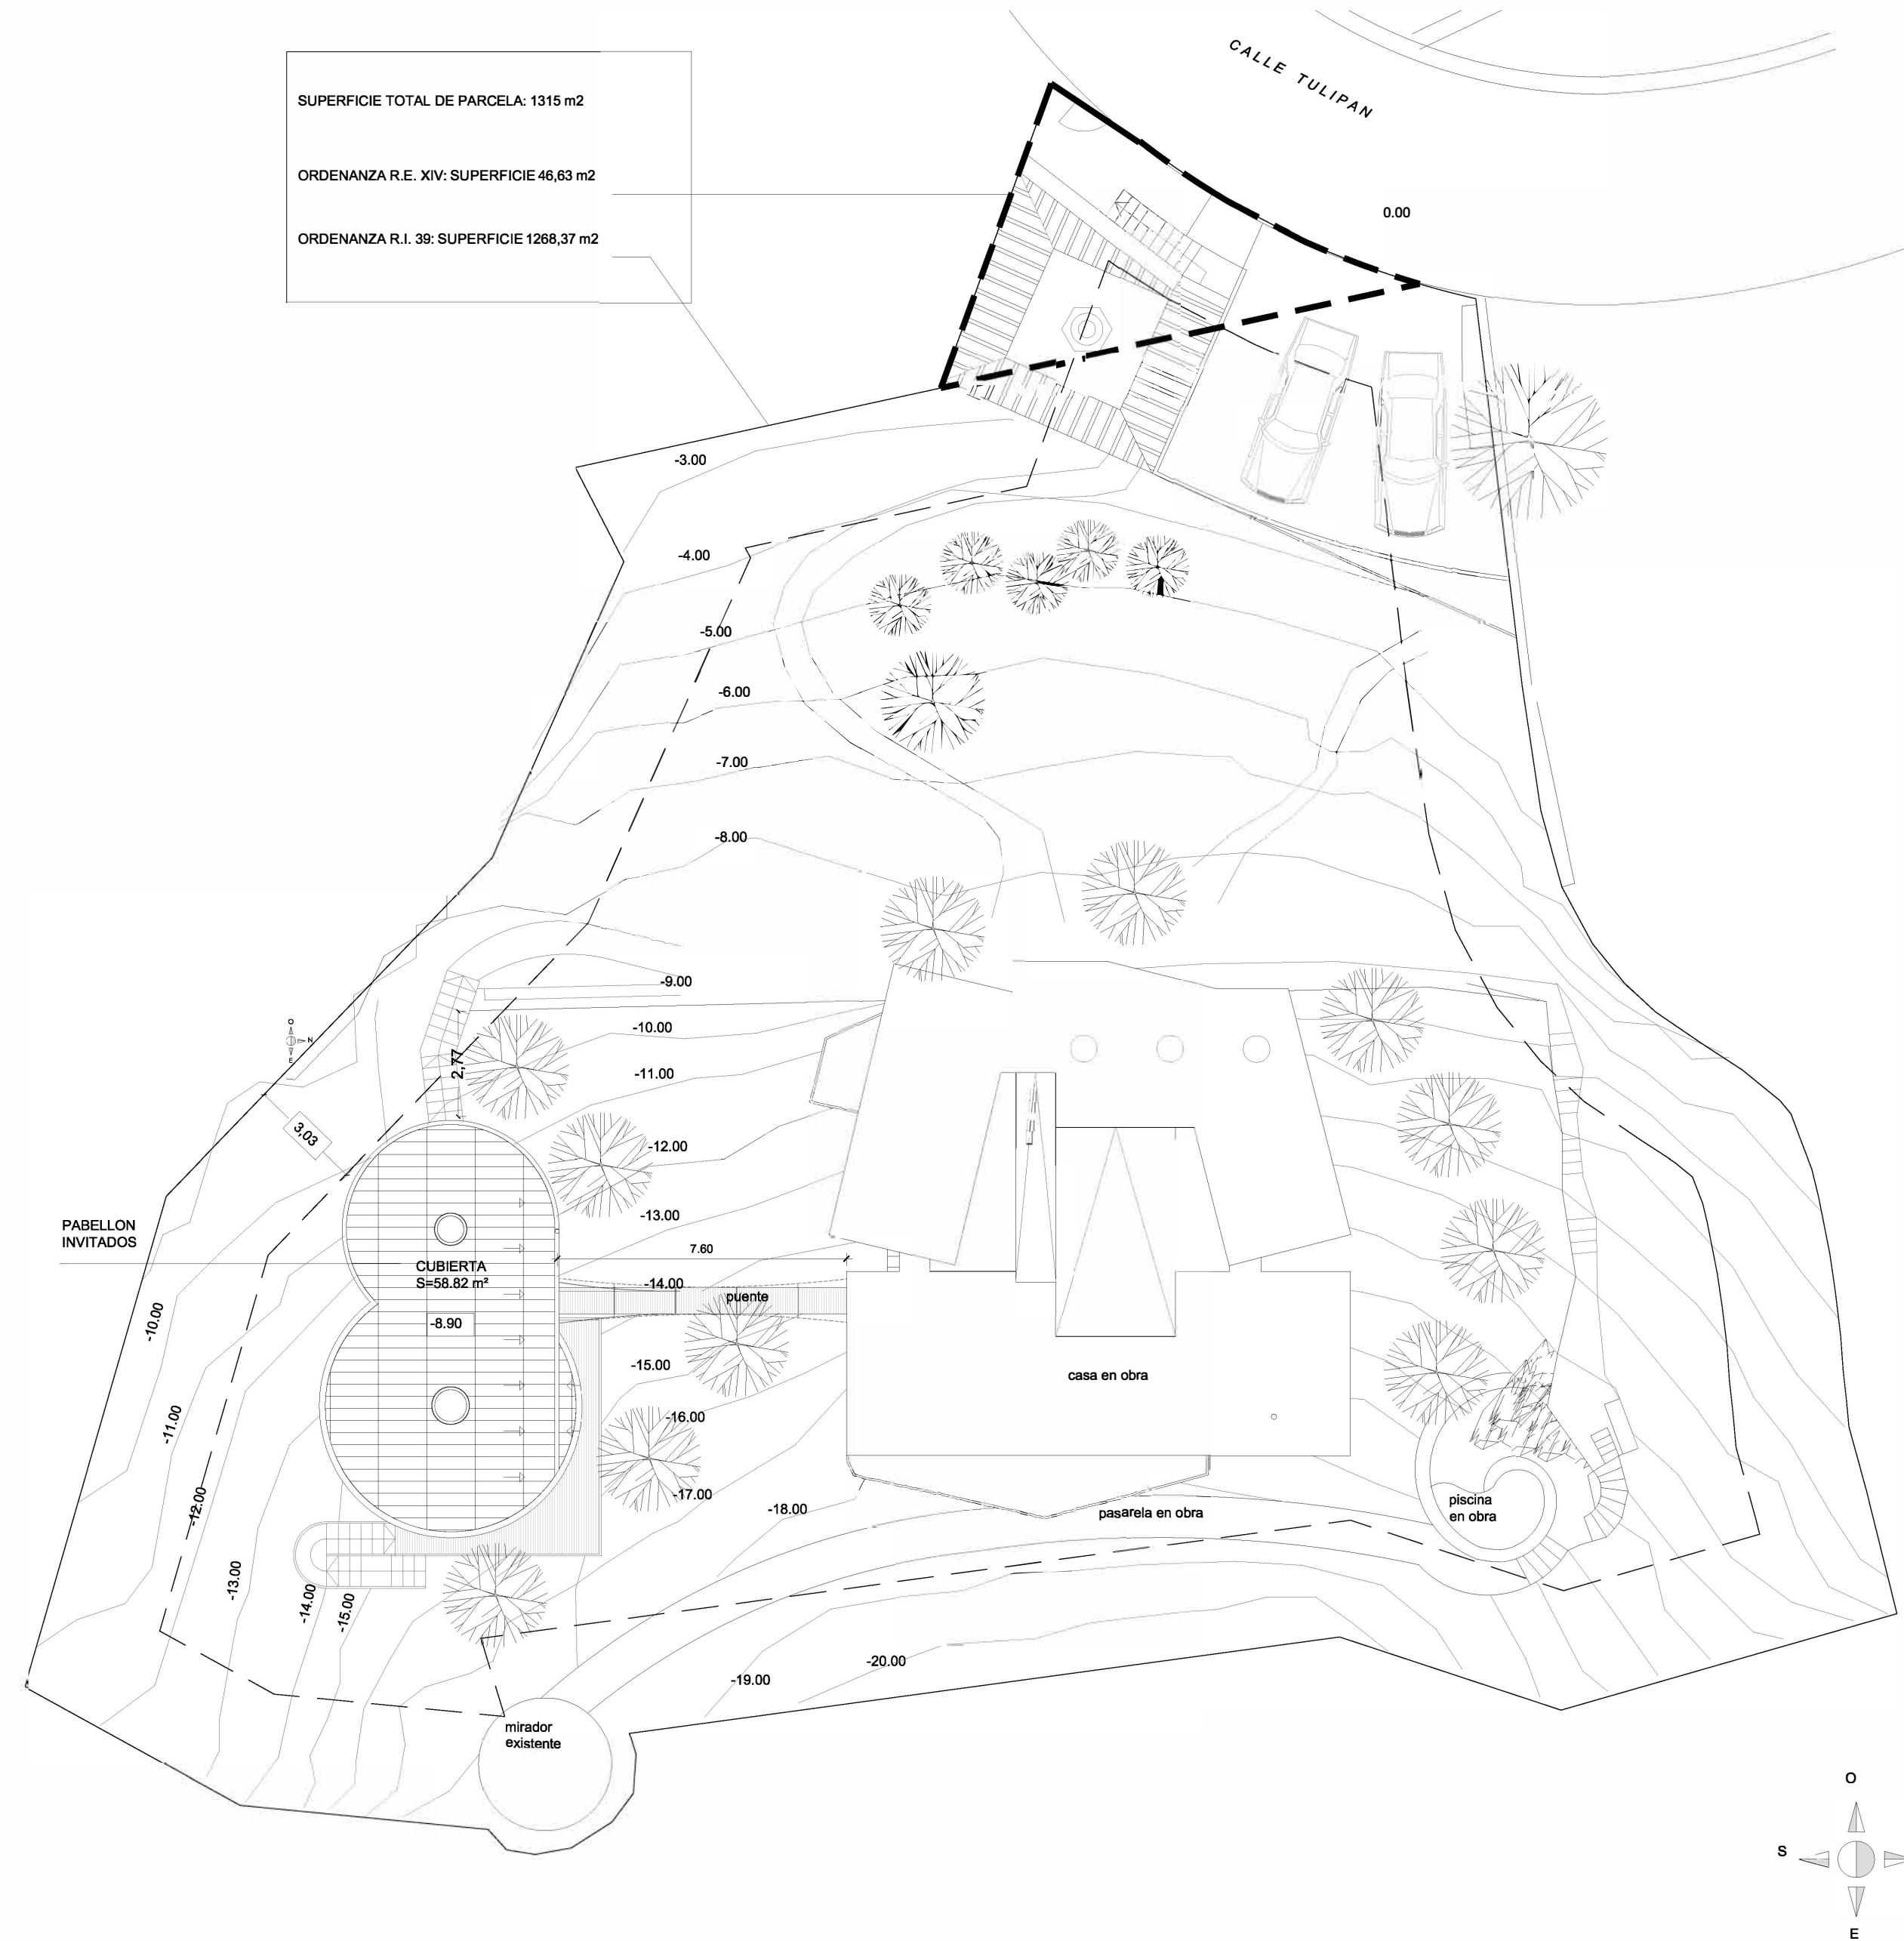 CALLE TULIPAN
SUPERFICIE TOTAL DE PARCELA: 1315 m2
ORDENANZA R.E. XIV: SUPERFICIE 46,63 m2
ORDENANZA R.I. 39: SUPERFICIE 1268,37 m2
0.00
-3.00
-4.00
-5.00
-6.00
-7.00
-8.00
-9.00
-10.00
-11.00
-12.00
-13.00
-14.00
-15.00
-16.00
-17.00
-18.00
-19.00
-20.00
O
N
E
2,77
3,03
PABELLON
INVITADOS
CUBIERTA
S=58.82 m²
-8.90
7.60
puente
casa en obra
pasarela en obra
piscina
en obra
-10.00
-11.00
-12.00
-13.00
-14.00
-15.00
mirador
existente
O
S
E